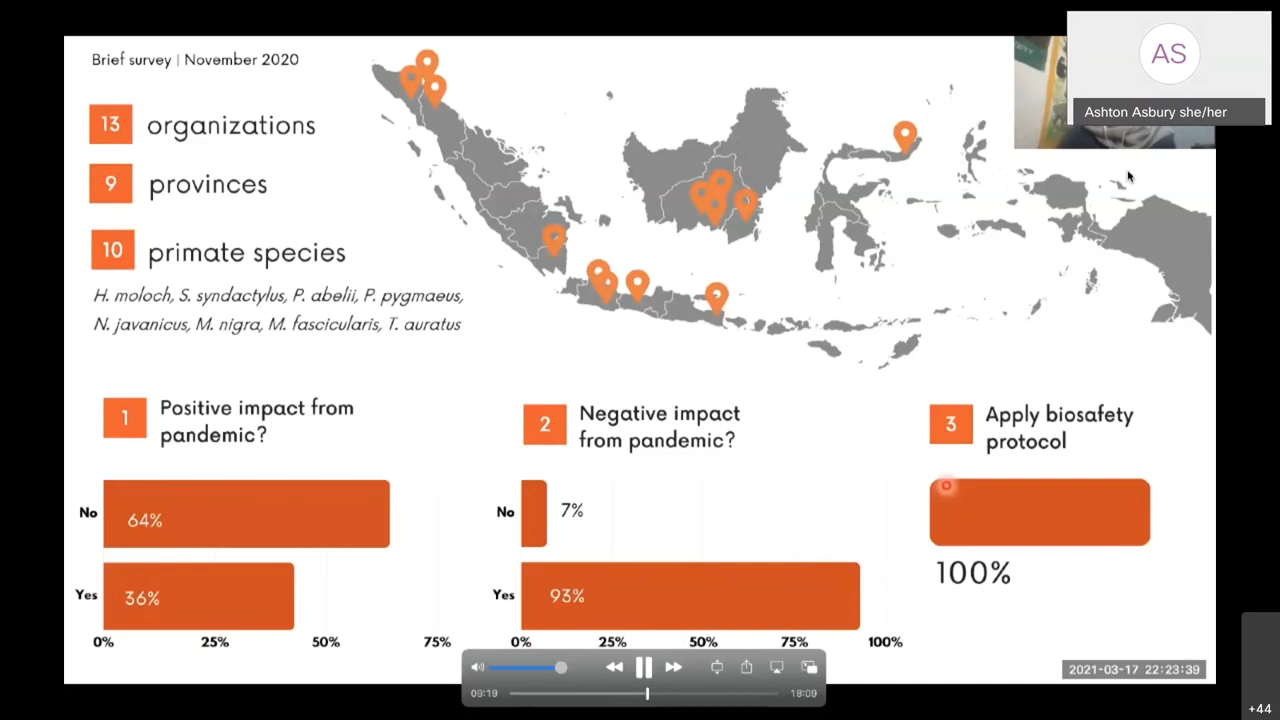 Brief survey | November 2020
AS
Ashton Asbury she/her
13 organizations
9 provinces
10 primate species
H. moloch, S. syndactylus, P. abelii, P. pygmaeus,
N. javanicus, M. nigra, M. fascicularis, T. auratus
1 Positive impact from
pandemic?
No 64%
Yes 36%
0% 25% 50% 75%
2 Negative impact
from pandemic?
No 7%
Yes 93%
0% 25% 50% 75% 100%
3 Apply biosafety
protocol
100%
09:19 18:09
2021-03-17 22:23:39
+44